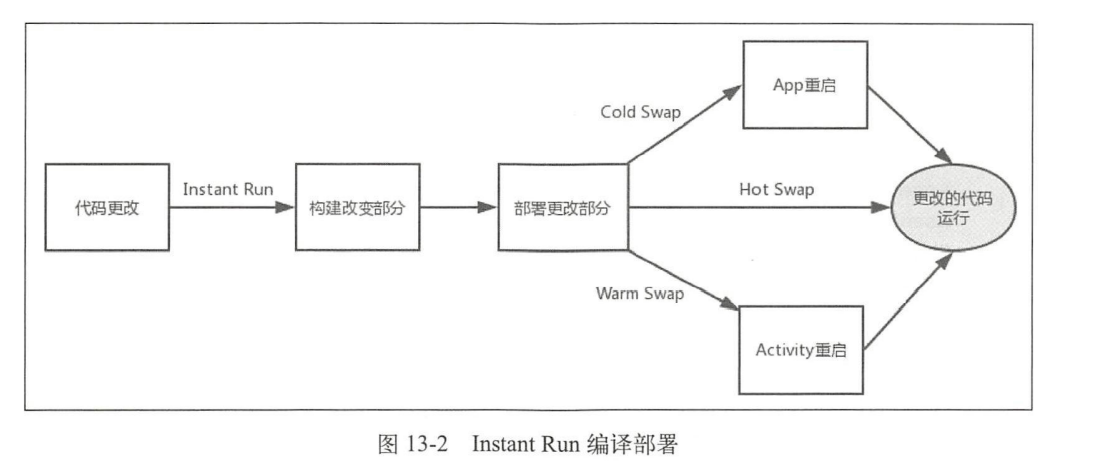 App重启
Cold Swap
代码更改
Instant Run
构建改变部分
部署更改部分
Hot Swap
更改的代码
运行
Warm Swap
Activity重启
图 13-2 Instant Run 编译部署